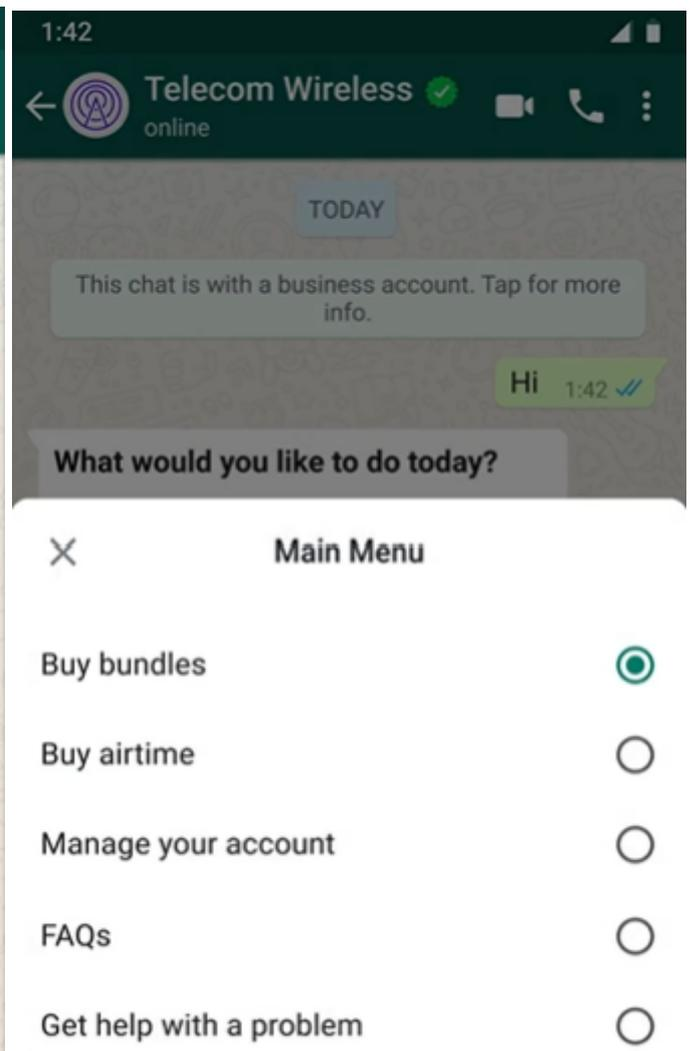 1:42
Telecom Wireless
online
TODAY
This chat is with a business account. Tap for more
info.
Hi 1:42
What would you like to do today?
Main Menu
Buy bundles
Buy airtime
Manage your account
FAQs
Get help with a problem